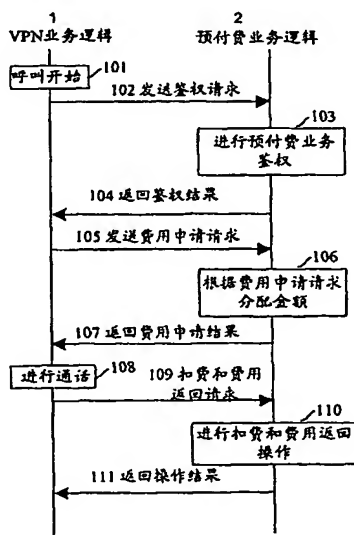 1
VPN业务逻辑
2
预付费业务逻辑
呼叫开始
101
102 发送鉴权请求
103
进行预付费业务
鉴权
104 返回鉴权结果
105 发送费用申请请求
106
根据费用申请请求
分配金额
107 返回费用申请结果
进行通话
108
109 扣费和费用
返回请求
110
进行扣费和费用返回
操作
111 返回操作结果